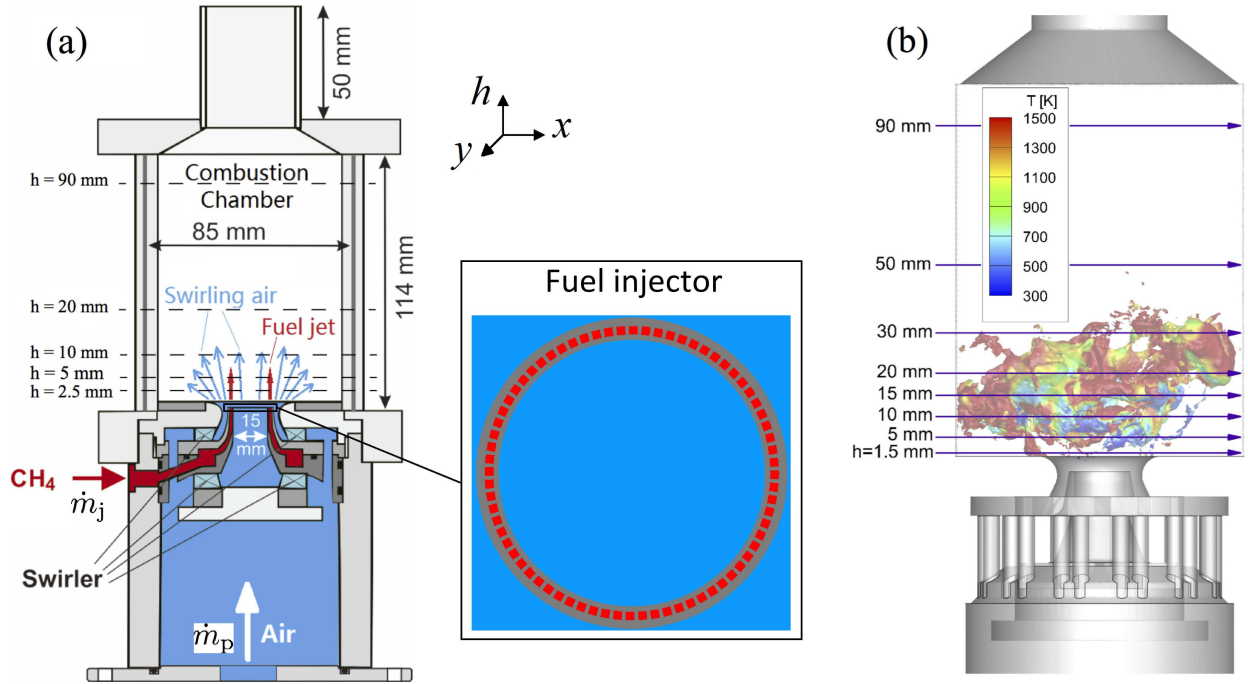 (a)
50 mm
h
x
y
Combustion
Chamber
h = 90 mm
85 mm
114 mm
h = 20 mm
Swirling air
Fuel jet
h = 10 mm
h = 5 mm
h = 2.5 mm
15
mm
CH₄
ṁⱼ
Swirler
ṁₚ
Air
Fuel injector
(b)
T [K]
1500
1300
1100
900
700
500
300
90 mm
50 mm
30 mm
20 mm
15 mm
10 mm
5 mm
h=1.5 mm